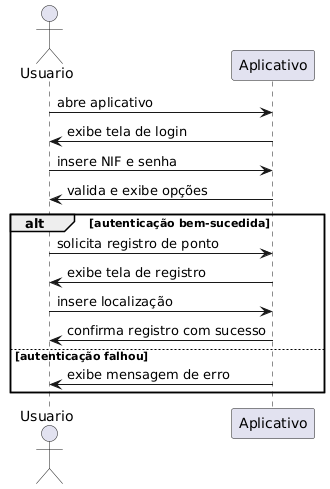 Usuario
Aplicativo
abre aplicativo
exibe tela de login
insere NIF e senha
valida e exibe opções
alt [autenticação bem-sucedida]
solicita registro de ponto
exibe tela de registro
insere localização
confirma registro com sucesso
[autenticação falhou]
exibe mensagem de erro
Usuario
Aplicativo